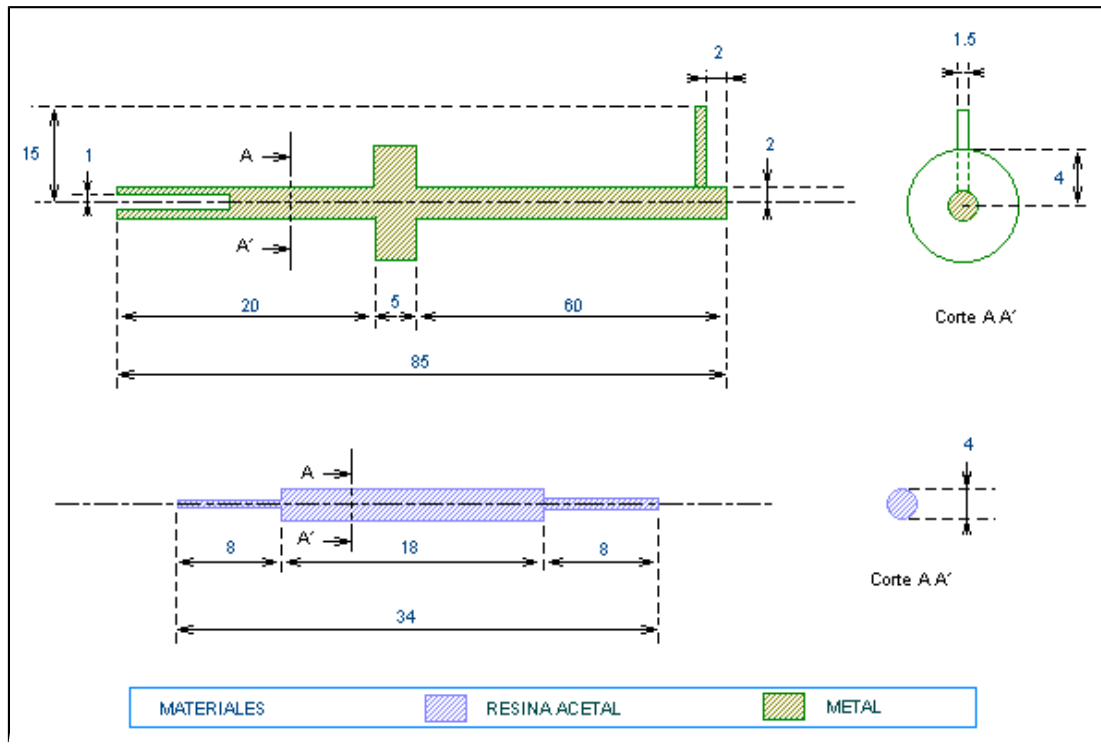 2
1.5
15
1
A
2
4
A´
20
5
60
Corte A A´
85
A
4
A´
8
18
8
Corte A A´
34
MATERIALES
RESINA ACETAL
METAL